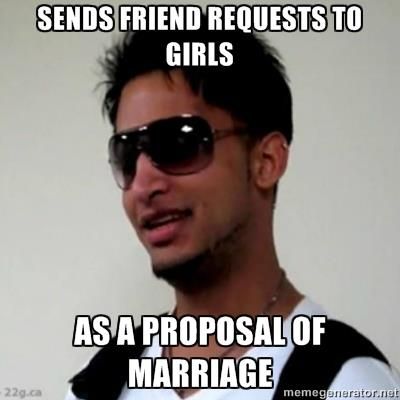 SENDS FRIEND REQUESTS TO
GIRLS
AS A PROPOSAL OF
MARRIAGE
22g.ca
memegenerator.net